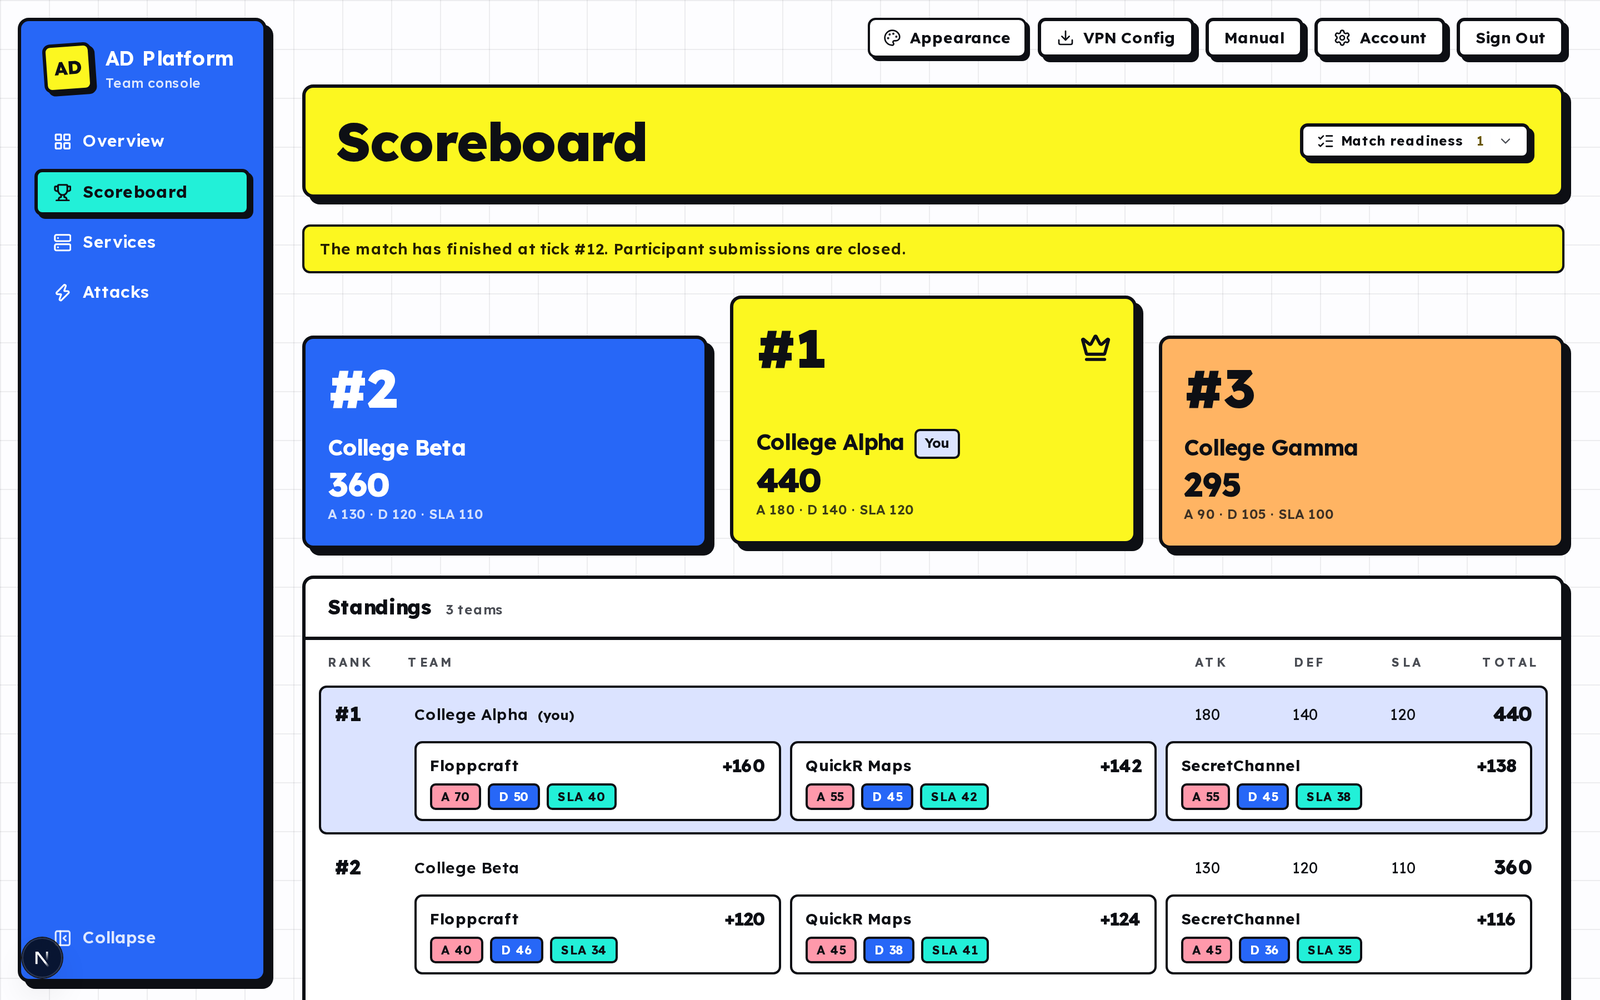 AD
AD Platform
Team console
Overview
Scoreboard
Services
Attacks
Collapse
N
Appearance
VPN Config
Manual
Account
Sign Out
Scoreboard
Match readiness 1
The match has finished at tick #12. Participant submissions are closed.
#2
College Beta
360
A 130 · D 120 · SLA 110
#1
College Alpha You
440
A 180 · D 140 · SLA 120
#3
College Gamma
295
A 90 · D 105 · SLA 100
Standings 3 teams
RANK TEAM ATK DEF SLA TOTAL
#1 College Alpha (you) 180 140 120 440
Floppcraft +160
A 70 D 50 SLA 40
QuickR Maps +142
A 55 D 45 SLA 42
SecretChannel +138
A 55 D 45 SLA 38
#2 College Beta 130 120 110 360
Floppcraft +120
A 40 D 46 SLA 34
QuickR Maps +124
A 45 D 38 SLA 41
SecretChannel +116
A 45 D 36 SLA 35